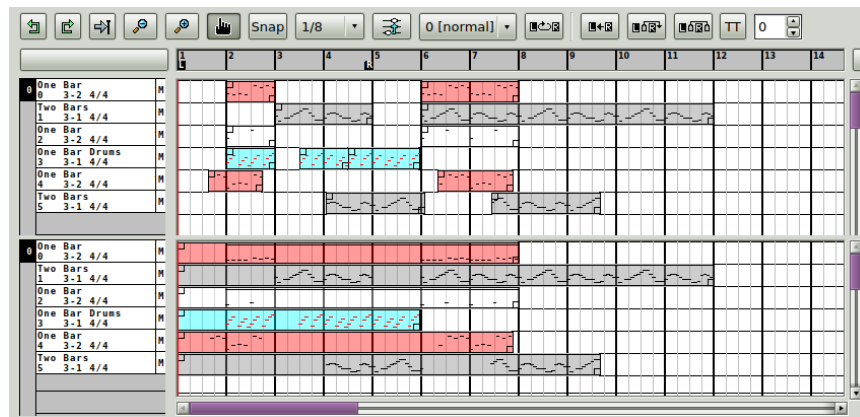 Snap 1/8 0 [normal] TT 0
1 2 3 4 5 6 7 8 9 10 11 12 13 14
L R
0 One Bar M
0 3-2 4/4
Two Bars M
1 3-1 4/4
One Bar M
2 3-2 4/4
One Bar Drums M
3 3-1 4/4
One Bar M
4 3-2 4/4
Two Bars M
5 3-1 4/4
0 One Bar M
0 3-2 4/4
Two Bars M
1 3-1 4/4
One Bar M
2 3-2 4/4
One Bar Drums M
3 3-1 4/4
One Bar M
4 3-2 4/4
Two Bars M
5 3-1 4/4